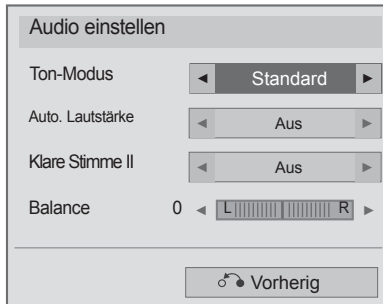 Audio einstellen
Ton-Modus ◄ Standard ►
Auto. Lautstärke ◄ Aus ►
Klare Stimme II ◄ Aus ►
Balance 0 ◄ L R ►
Vorherig